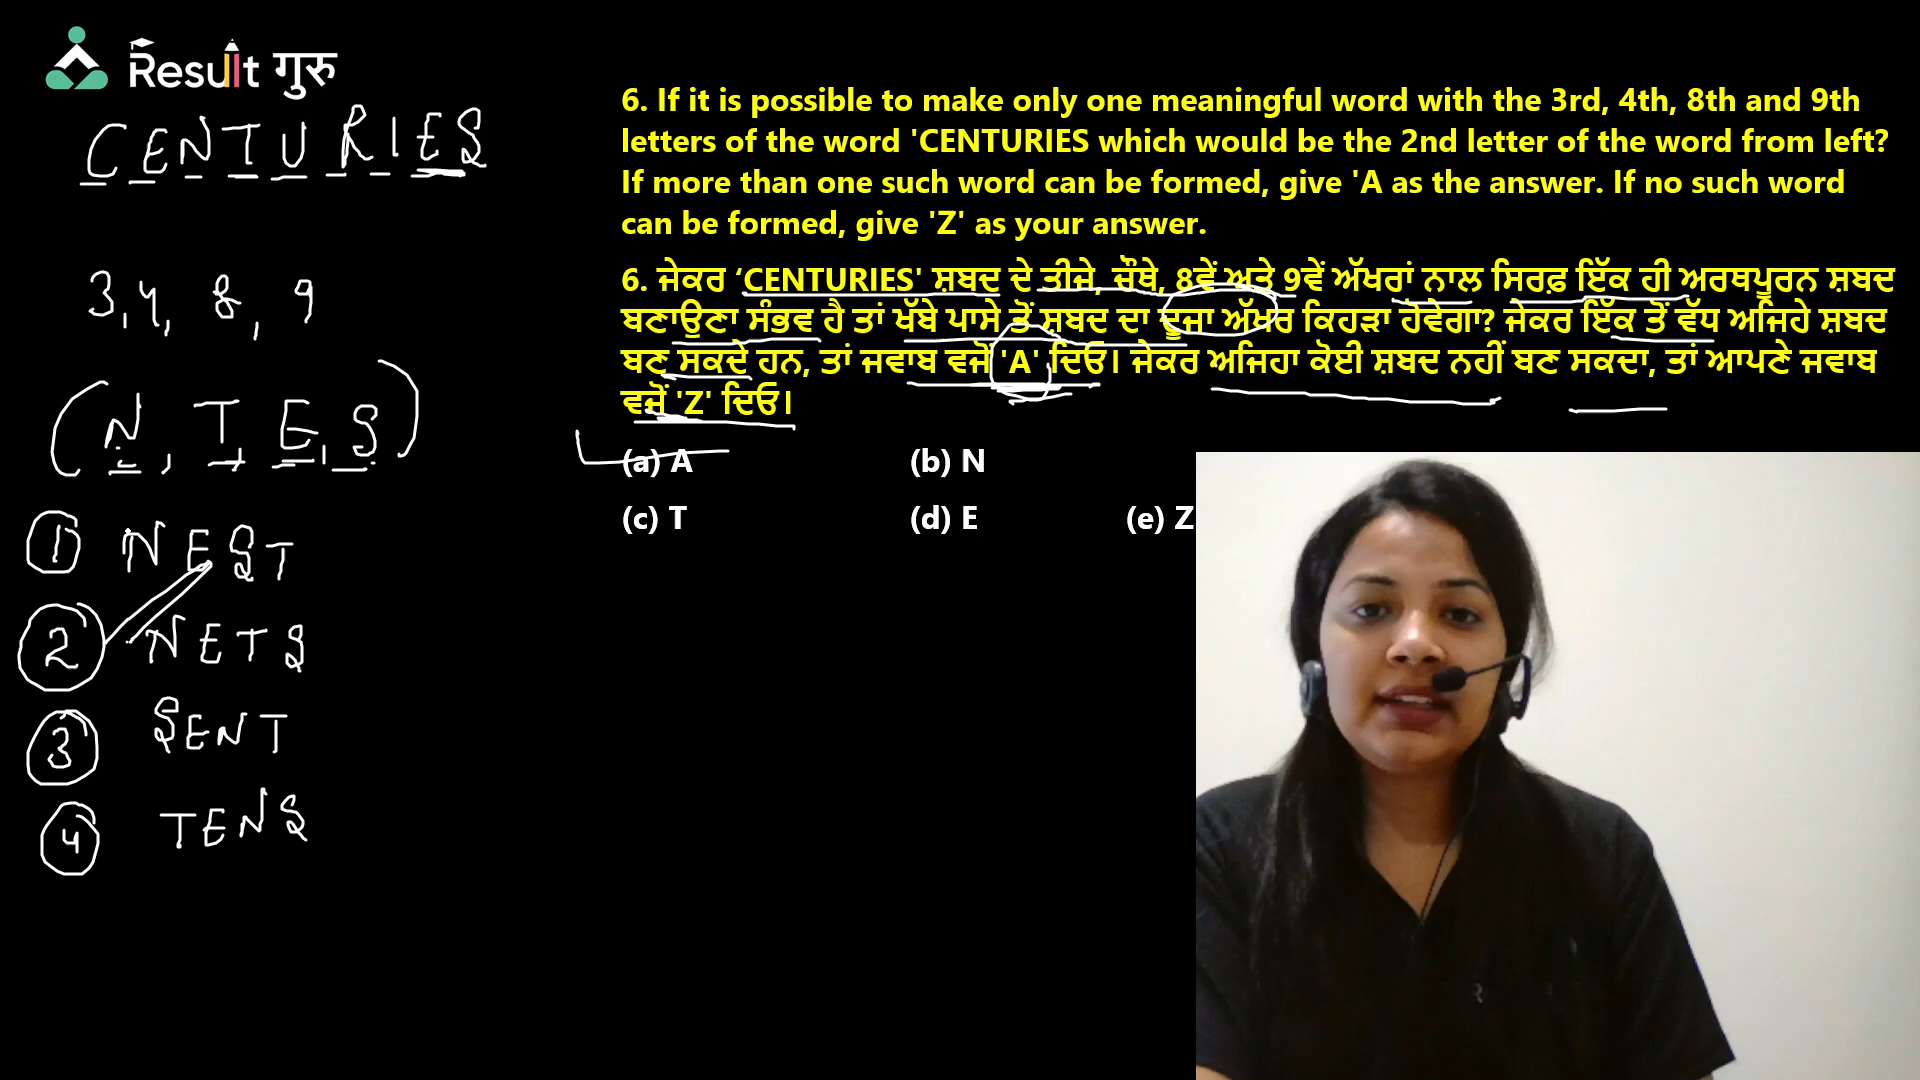 Result गुरु
CENTURIES
3,4, 8, 9
(N, T, E, S)
1 NEST
2 NETS
3 SENT
4 TENS
6. If it is possible to make only one meaningful word with the 3rd, 4th, 8th and 9th
letters of the word 'CENTURIES which would be the 2nd letter of the word from left?
If more than one such word can be formed, give 'A as the answer. If no such word
can be formed, give 'Z' as your answer.
6. ਜੇਕਰ ‘CENTURIES' ਸ਼ਬਦ ਦੇ ਤੀਜੇ, ਚੌਥੇ, 8ਵੇਂ ਅਤੇ 9ਵੇਂ ਅੱਖਰਾਂ ਨਾਲ ਸਿਰਫ਼ ਇੱਕ ਹੀ ਅਰਥਪੂਰਨ ਸ਼ਬਦ
ਬਣਾਉਣਾ ਸੰਭਵ ਹੈ ਤਾਂ ਖੱਬੇ ਪਾਸੇ ਤੋਂ ਸ਼ਬਦ ਦਾ ਦੂਜਾ ਅੱਖਰ ਕਿਹੜਾ ਹੋਵੇਗਾ? ਜੇਕਰ ਇੱਕ ਤੋਂ ਵੱਧ ਅਜਿਹੇ ਸ਼ਬਦ
ਬਣ ਸਕਦੇ ਹਨ, ਤਾਂ ਜਵਾਬ ਵਜੋਂ 'A' ਦਿਓ। ਜੇਕਰ ਅਜਿਹਾ ਕੋਈ ਸ਼ਬਦ ਨਹੀਂ ਬਣ ਸਕਦਾ, ਤਾਂ ਆਪਣੇ ਜਵਾਬ
ਵਜੋਂ 'Z' ਦਿਓ।
(a) A (b) N
(c) T (d) E (e) Z